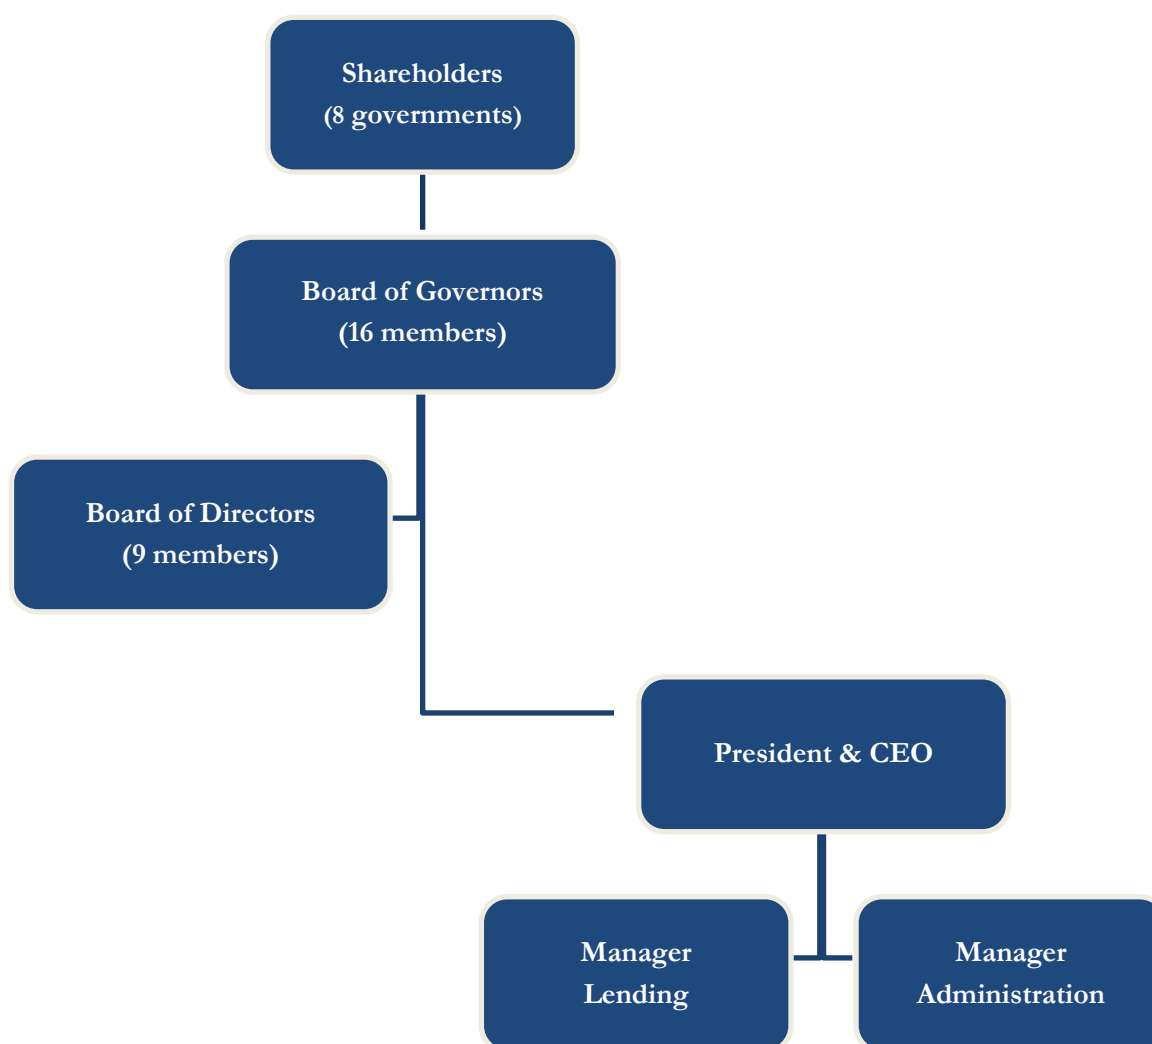 Shareholders
(8 governments)
Board of Governors
(16 members)
Board of Directors
(9 members)
President & CEO
Manager
Lending
Manager
Administration